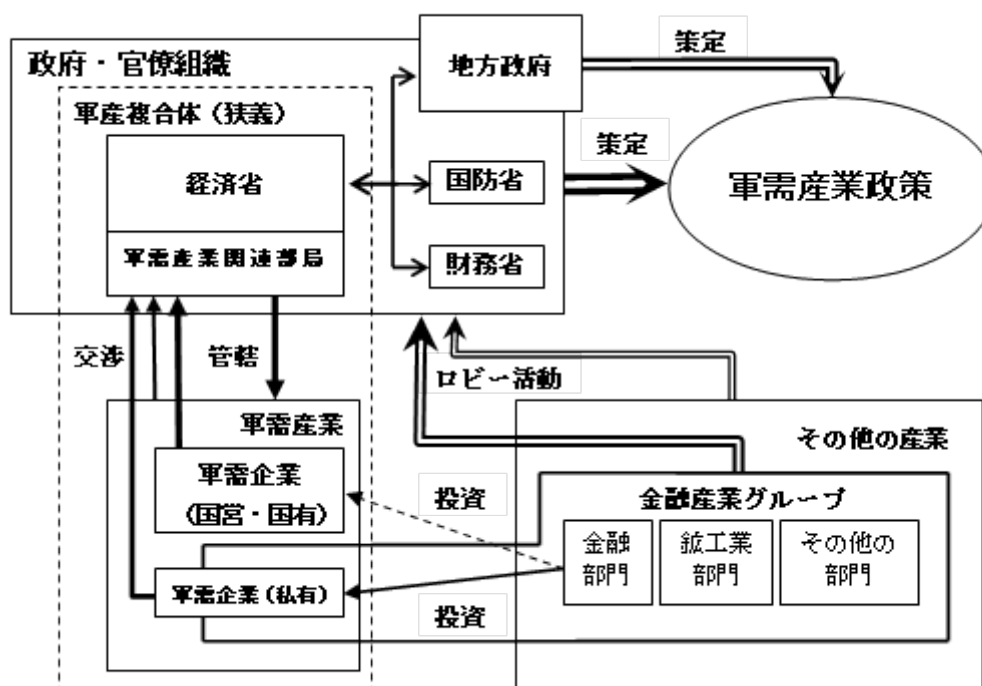 策定
政府・官僚組織
地方政府
軍産複合体（狭義）
経済省
国防省
策定
軍需産業政策
軍需産業関連部局
財務省
交渉
管轄
ロビー活動
軍需産業
その他の産業
軍需企業
（国営・国有）
投資
金融産業グループ
金融
部門
鉱工業
部門
その他の
部門
軍需企業（私有）
投資